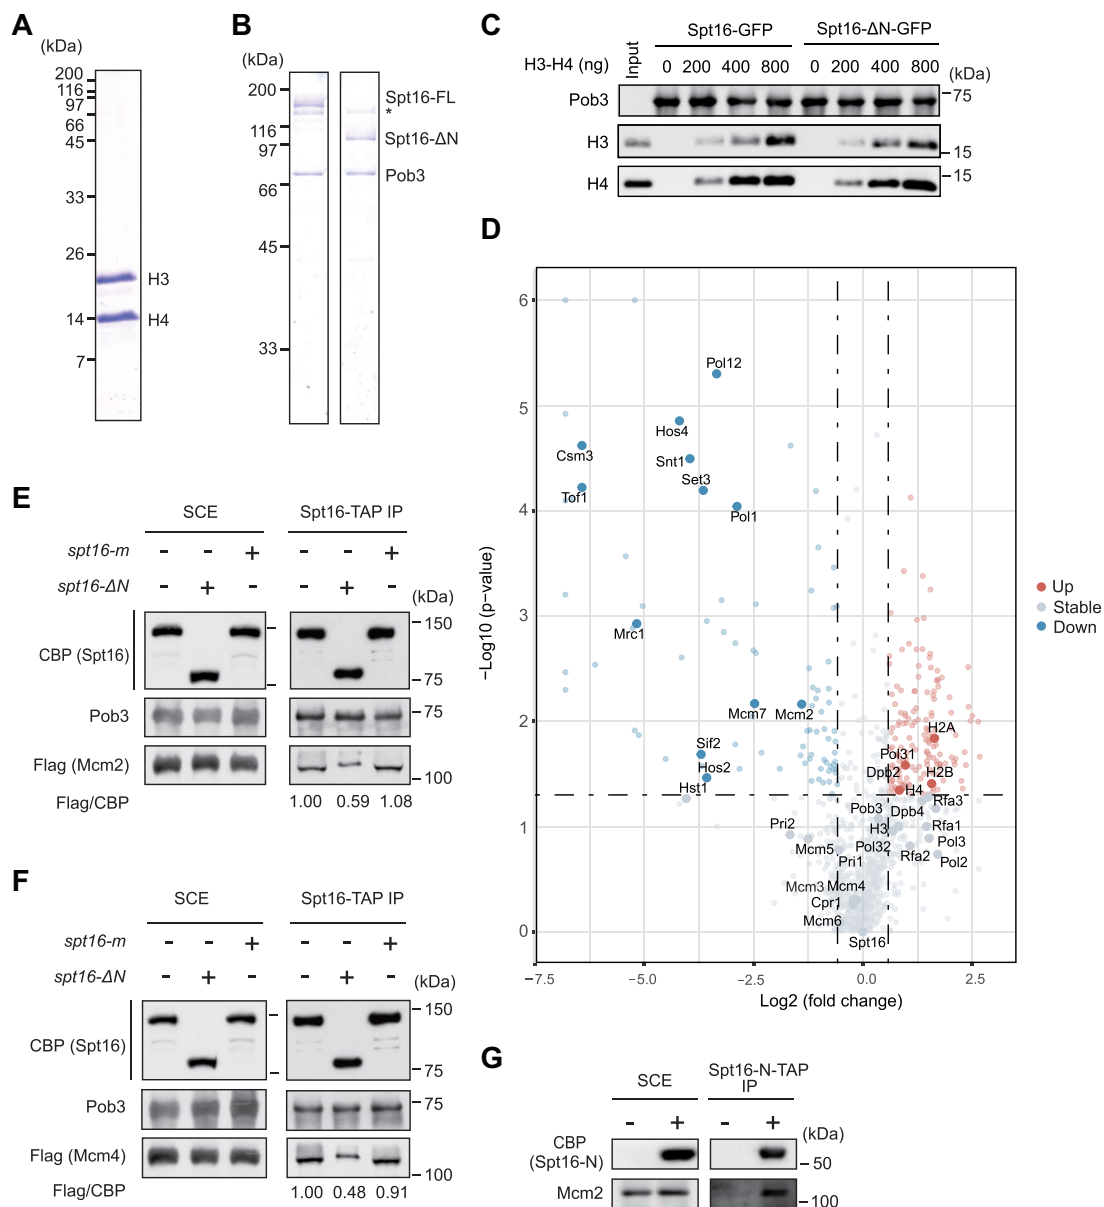 A
(kDa)
200
116
97
66
45
33
26
14
7
H3
H4
B
(kDa)
200
116
97
66
45
33
Spt16-FL
*
Spt16-ΔN
Pob3
C
Spt16-GFP
Spt16-ΔN-GFP
H3-H4 (ng)
Input
0 200 400 800 0 200 400 800
(kDa)
Pob3
75
H3
15
H4
15
D
−Log10 (p−value)
6
5
4
3
2
1
0
−7.5
−5.0
−2.5
0.0
2.5
Log2 (fold change)
Pol12
Hos4
Csm3
Snt1
Set3
Tof1
Pol1
Mrc1
Mcm7
Mcm2
Sif2
Hos2
Hst1
H2A
Pol31
Dpb2
H2B
H4
Rfa3
Pob3
Dpb4
Pri2
H3
Rfa1
Mcm5
Pol32
Pol3
Pri1
Rfa2
Pol2
Mcm3
Mcm4
Cpr1
Mcm6
Spt16
Up
Stable
Down
E
SCE
Spt16-TAP IP
spt16-m
- - + - - +
spt16-ΔN
- + - - + -
(kDa)
CBP (Spt16)
150
75
Pob3
75
Flag (Mcm2)
100
Flag/CBP
1.00 0.59 1.08
F
SCE
Spt16-TAP IP
spt16-m
- - + - - +
spt16-ΔN
- + - - + -
(kDa)
CBP (Spt16)
150
75
Pob3
75
Flag (Mcm4)
100
Flag/CBP
1.00 0.48 0.91
G
SCE
Spt16-N-TAP
IP
- + - +
(kDa)
CBP
(Spt16-N)
50
Mcm2
100